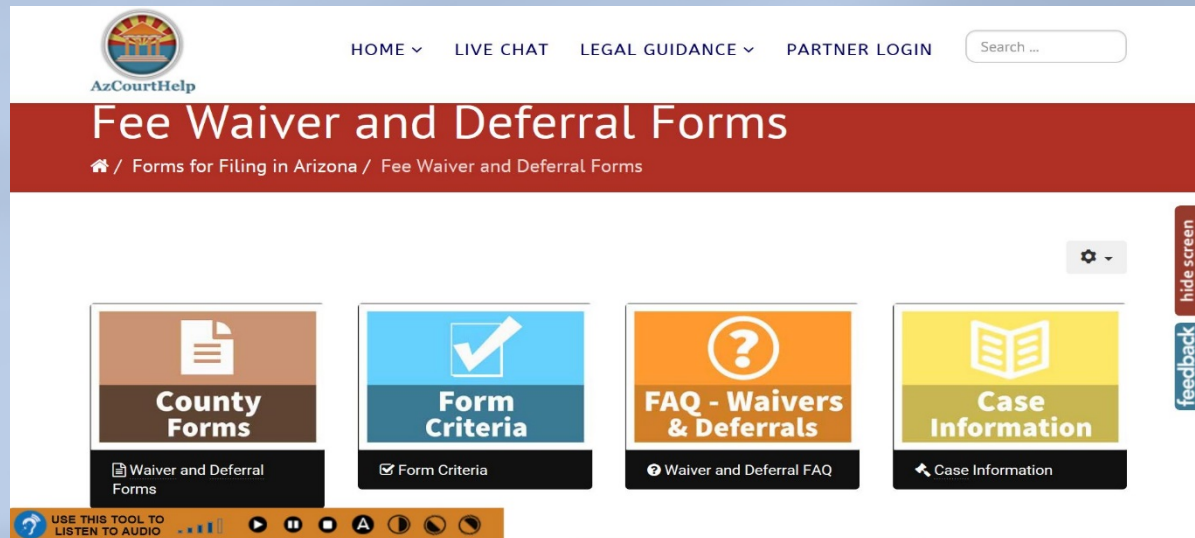 AzCourtHelp
HOME LIVE CHAT LEGAL GUIDANCE PARTNER LOGIN Search ...
Fee Waiver and Deferral Forms
/ Forms for Filing in Arizona / Fee Waiver and Deferral Forms
hide screen
feedback
County
Forms
Waiver and Deferral
Forms
Form
Criteria
Form Criteria
FAQ - Waivers
& Deferrals
Waiver and Deferral FAQ
Case
Information
Case Information
USE THIS TOOL TO
LISTEN TO AUDIO
A